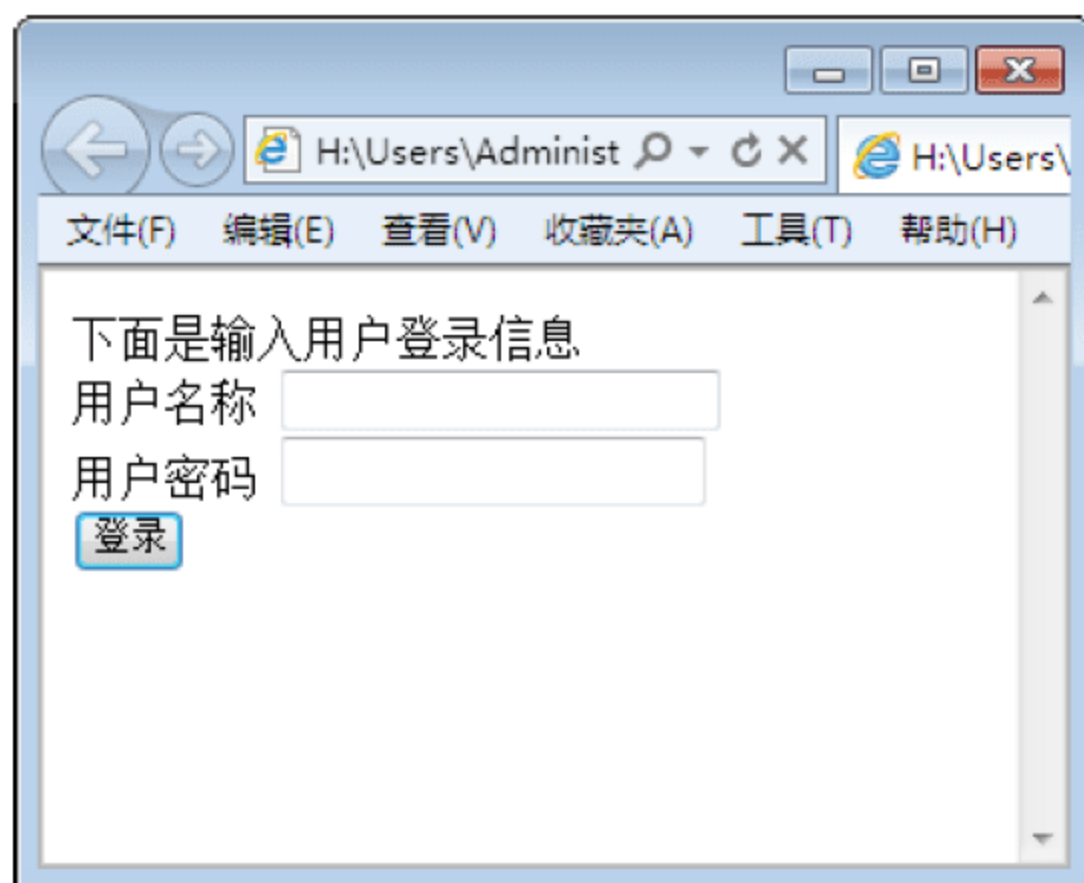 H:\Users\Administ H:\Users\
文件(F) 编辑(E) 查看(V) 收藏夹(A) 工具(T) 帮助(H)
下面是输入用户登录信息
用户名称
用户密码
登录